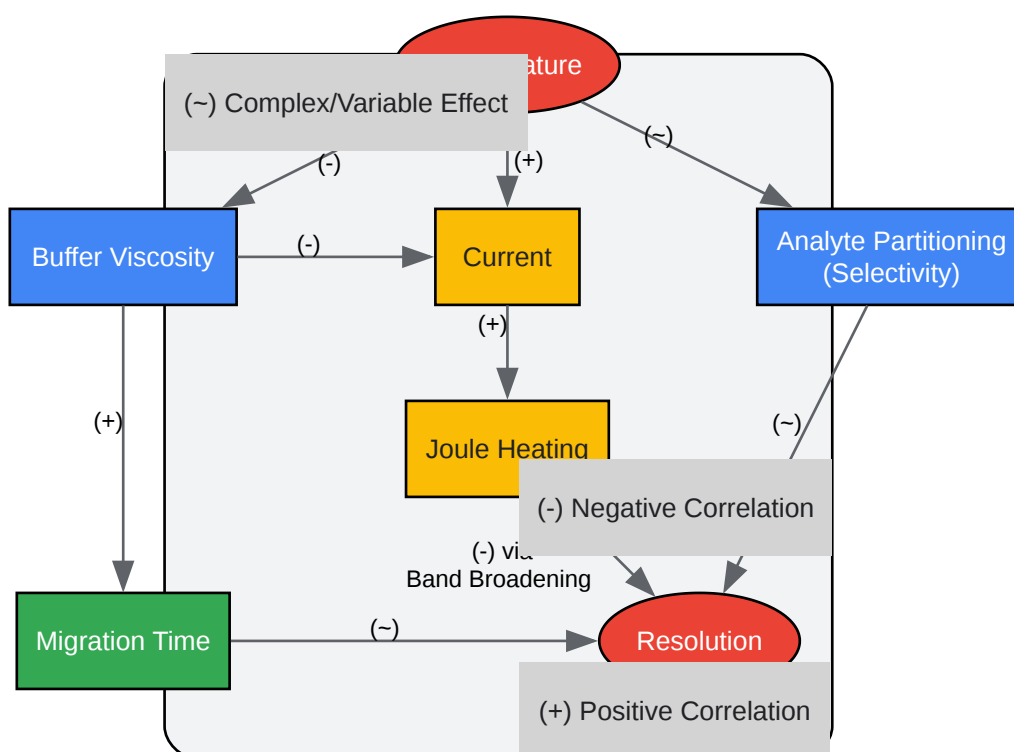 (~) Complex/Variable Effect
(-)
(+)
(~)
Buffer Viscosity
(-)
Current
Analyte Partitioning
(Selectivity)
(+)
(+)
Joule Heating
(~)
(-) Negative Correlation
(-) via
Band Broadening
Migration Time
(~)
Resolution
(+) Positive Correlation